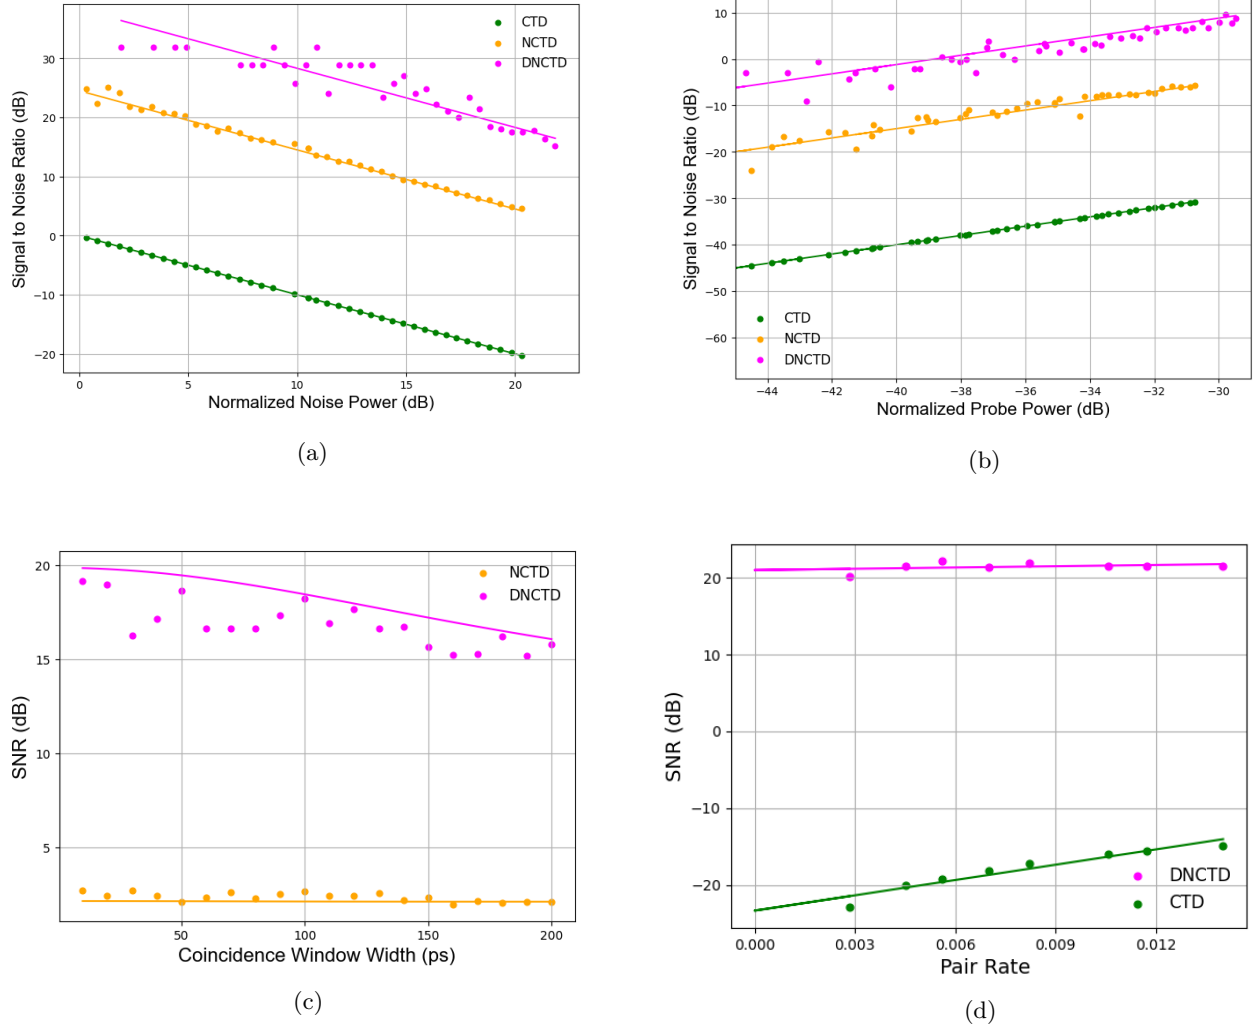 CTD
NCTD
DNCTD
30
20
10
0
−10
−20
0
5
10
15
20
Signal to Noise Ratio (dB)
Normalized Noise Power (dB)
(a)
10
0
−10
−20
−30
−40
−50
−60
CTD
NCTD
DNCTD
−44
−42
−40
−38
−36
−34
−32
−30
Signal to Noise Ratio (dB)
Normalized Probe Power (dB)
(b)
20
15
10
5
NCTD
DNCTD
50
100
150
200
SNR (dB)
Coincidence Window Width (ps)
(c)
20
10
0
−10
−20
DNCTD
CTD
0.000
0.003
0.006
0.009
0.012
SNR (dB)
Pair Rate
(d)